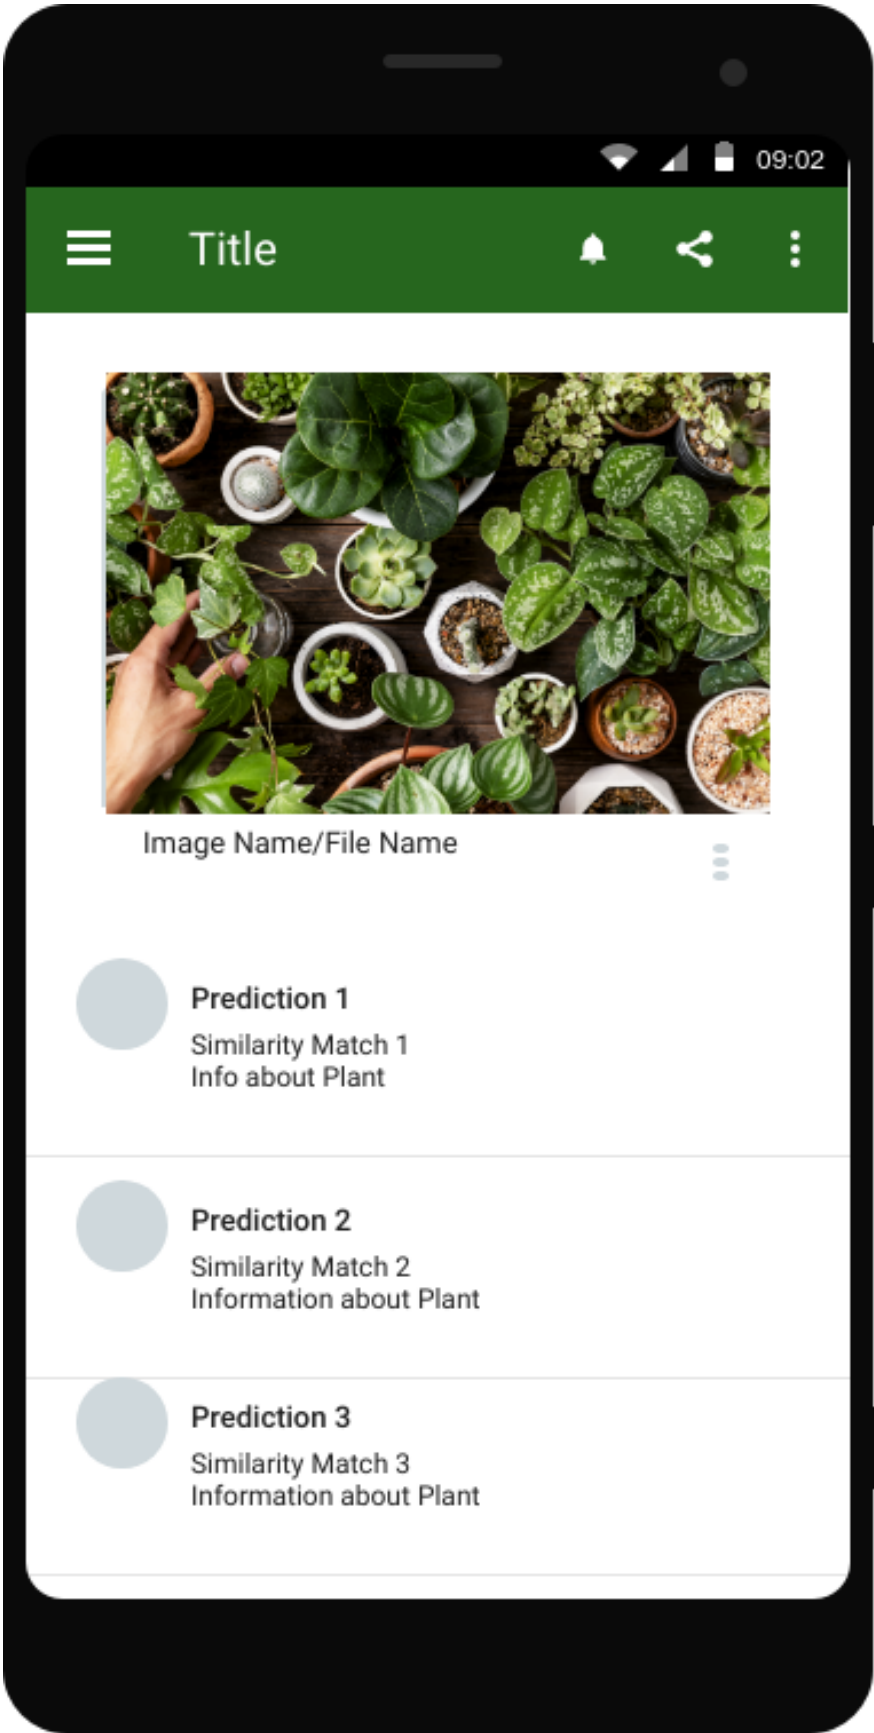 09:02
Title
Image Name/File Name
Prediction 1
Similarity Match 1
Info about Plant
Prediction 2
Similarity Match 2
Information about Plant
Prediction 3
Similarity Match 3
Information about Plant